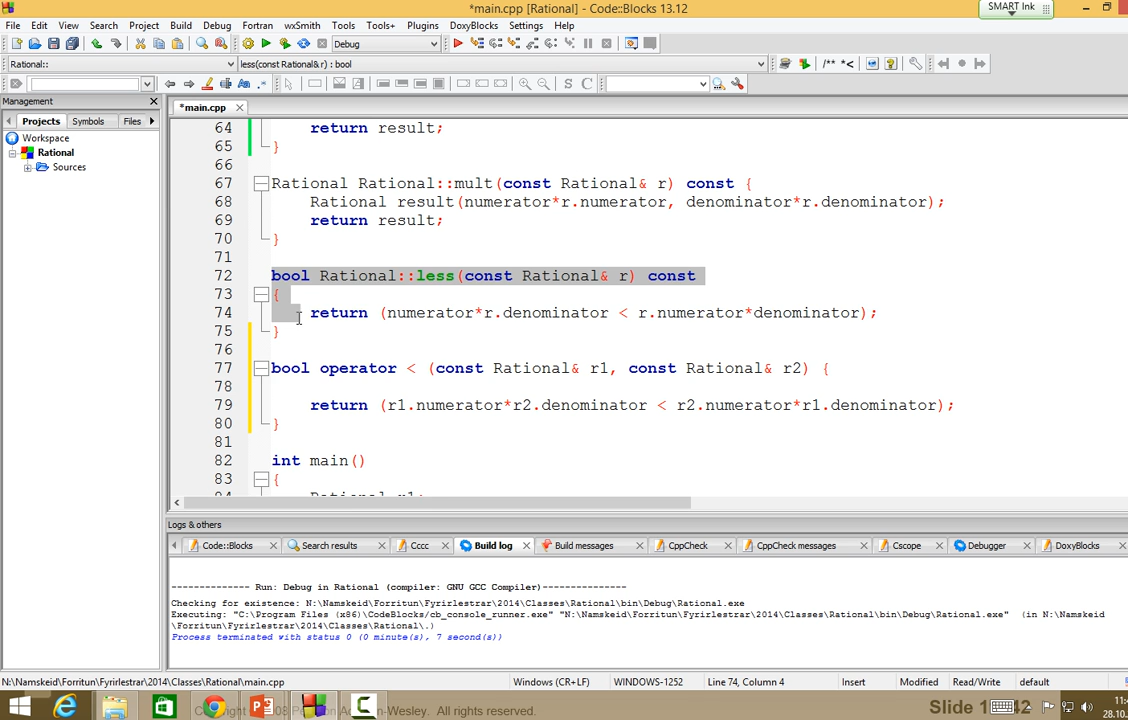 *main.cpp [Rational] - Code::Blocks 13.12
SMART Ink
File Edit View Search Project Build Debug Fortran wxSmith Tools Tools+ Plugins DoxyBlocks Settings Help
Debug
Rational:: less(const Rational& r) : bool
/** *<
S C
Management
*main.cpp
Projects Symbols Files
Workspace
Rational
Sources
64 return result;
65 }
66
67 Rational Rational::mult(const Rational& r) const {
68 Rational result(numerator*r.numerator, denominator*r.denominator);
69 return result;
70 }
71
72 bool Rational::less(const Rational& r) const
73 {
74 return (numerator*r.denominator < r.numerator*denominator);
75 }
76
77 bool operator < (const Rational& r1, const Rational& r2) {
78
79 return (r1.numerator*r2.denominator < r2.numerator*r1.denominator);
80 }
81
82 int main()
83 {
84 Rational r1;
Logs & others
Code::Blocks Search results Cccc Build log Build messages CppCheck CppCheck messages Cscope Debugger DoxyBlocks
-------------- Run: Debug in Rational (compiler: GNU GCC Compiler)---------------
Checking for existence: N:\Namskeid\Forritun\Fyrirlestrar\2014\Classes\Rational\bin\Debug\Rational.exe
Executing: "C:\Program Files (x86)\CodeBlocks/cb_console_runner.exe" "N:\Namskeid\Forritun\Fyrirlestrar\2014\Classes\Rational\bin\Debug\Rational.exe" (in N:\Namskeid
\Forritun\Fyrirlestrar\2014\Classes\Rational\.)
Process terminated with status 0 (0 minute(s), 7 second(s))
N:\Namskeid\Forritun\Fyrirlestrar\2014\Classes\Rational\main.cpp Windows (CR+LF) WINDOWS-1252 Line 74, Column 4 Insert Modified Read/Write default
Addison-Wesley. All rights reserved.
Slide 1
42
28.10.